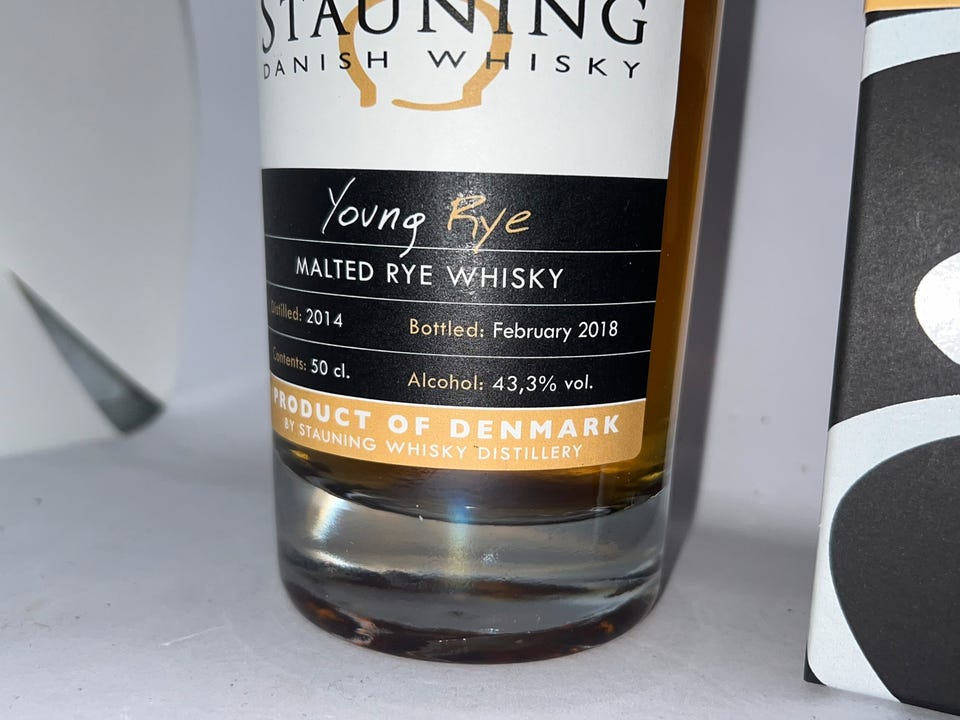 STAUNING
DANISH WHISKY
Young Rye
MALTED RYE WHISKY
Distilled: 2014 Bottled: February 2018
Contents: 50 cl. Alcohol: 43,3% vol.
PRODUCT OF DENMARK
BY STAUNING WHISKY DISTILLERY